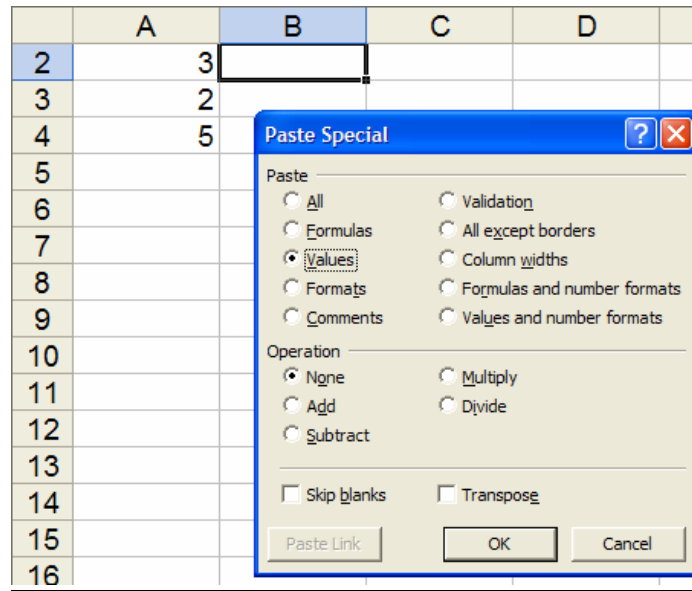 A B C D
2 3
3 2
4 5
Paste Special
5
Paste
All Validation
6
Formulas All except borders
7
Values Column widths
8
Formats Formulas and number formats
9
Comments Values and number formats
10
Operation
None Multiply
11
Add Divide
12
Subtract
13
14
Skip blanks Transpose
15
Paste Link OK Cancel
16